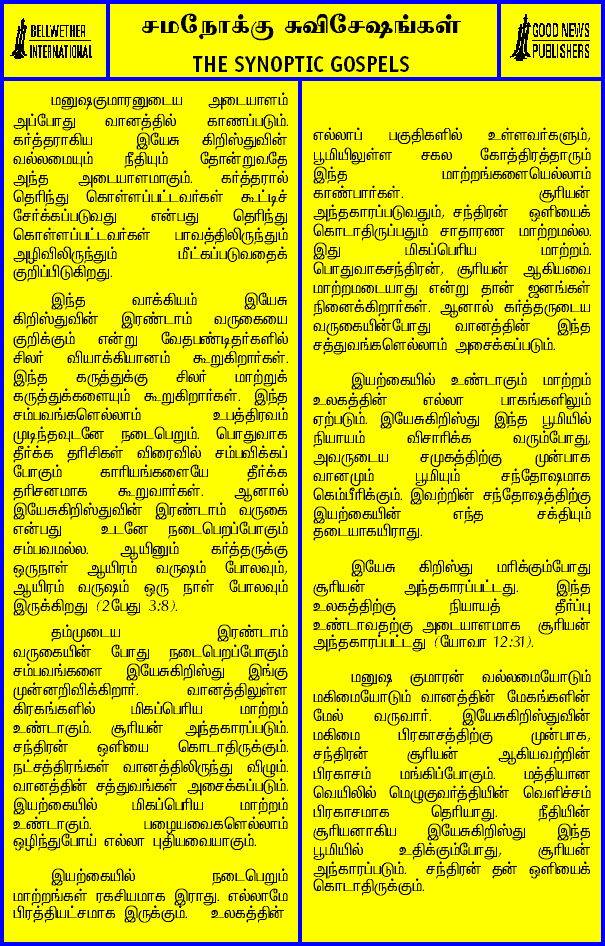 BELLWETHER
INTERNATIONAL
சமநோக்கு சுவிசேஷங்கள்
THE SYNOPTIC GOSPELS
GOOD NEWS
PUBLISHERS
மனுஷகுமாரனுடைய அடையாளம்
அப்போது வானத்தில் காணப்படும்.
கர்த்தராகிய இயேசு கிறிஸ்துவின்
வல்லமையும் நீதியும் தோன்றுவதே
அந்த அடையாளமாகும். கர்த்தரால்
தெரிந்து கொள்ளப்பட்டவர்கள் கூட்டிச்
சேர்க்கப்படுவது என்பது தெரிந்து
கொள்ளப்பட்டவர்கள் பாவத்திலிருந்தும்
அழிவிலிருந்தும் மீட்கப்படுவதைக்
குறிப்பிடுகிறது.
இந்த வாக்கியம் இயேசு
கிறிஸ்துவின் இரண்டாம் வருகையை
குறிக்கும் என்று வேதபண்டிதர்களில்
சிலர் வியாக்கியானம் கூறுகிறார்கள்.
இந்த கருத்துக்கு சிலர் மாற்றுக்
கருத்துக்களையும் கூறுகிறார்கள். இந்த
சம்பவங்களெல்லாம் உபத்திரவம்
முடிந்தவுடனே நடைபெறும். பொதுவாக
தீர்க்க தரிசிகள் விரைவில் சம்பவிக்கப்
போகும் காரியங்களையே தீர்க்க
தரிசனமாக கூறுவார்கள். ஆனால்
இயேசுகிறிஸ்துவின் இரண்டாம் வருகை
என்பது உடனே நடைபெறப்போகும்
சம்பவமல்ல. ஆயினும் கர்த்தருக்கு
ஒருநாள் ஆயிரம் வருஷம் போலவும்,
ஆயிரம் வருஷம் ஒரு நாள் போலவும்
இருக்கிறது (2பேது 3:8).
தம்முடைய இரண்டாம்
வருகையின் போது நடைபெறப்போகும்
சம்பவங்களை இயேசுகிறிஸ்து இங்கு
முன்னறிவிக்கிறார். வானத்திலுள்ள
கிரகங்களில் மிகப்பெரிய மாற்றம்
உண்டாகும். சூரியன் அந்தகாரப்படும்.
சந்திரன் ஒளியை கொடாதிருக்கும்.
நட்சத்திரங்கள் வானத்திலிருந்து விழும்.
வானத்தின் சத்துவங்கள் அசைக்கப்படும்.
இயற்கையில் மிகப்பெரிய மாற்றம்
உண்டாகும். பழையவைகளெல்லாம்
ஒழிந்துபோய் எல்லா புதியவையாகும்.
இயற்கையில் நடைபெறும்
மாற்றங்கள் ரகசியமாக இராது. எல்லாமே
பிரத்தியட்சமாக இருக்கும். உலகத்தின்
எல்லாப் பகுதிகளில் உள்ளவர்களும்,
பூமியிலுள்ள சகல கோத்திரத்தாரும்
இந்த மாற்றங்களையெல்லாம்
காண்பார்கள். சூரியன்
அந்தகாரப்படுவதும், சந்திரன் ஒளியைக்
கொடாதிருப்பதும் சாதாரண மாற்றமல்ல.
இது மிகப்பெரிய மாற்றம்.
பொதுவாகசந்திரன், சூரியன் ஆகியவை
மாற்றமடையாது என்று தான் ஜனங்கள்
நினைக்கிறார்கள். ஆனால் கர்த்தருடைய
வருகையின்போது வானத்தின் இந்த
சத்துவங்களெல்லாம் அசைக்கப்படும்.
இயற்கையில் உண்டாகும் மாற்றம்
உலகத்தின் எல்லா பாகங்களிலும்
ஏற்படும். இயேசுகிறிஸ்து இந்த பூமியில்
நியாயம் விசாரிக்க வரும்போது,
அவருடைய சமுகத்திற்கு முன்பாக
வானமும் பூமியும் சந்தோஷமாக
கெம்பீரிக்கும். இவற்றின் சந்தோஷத்திற்கு
இயற்கையின் எந்த சக்தியும்
தடையாகயிராது.
இயேசு கிறிஸ்து மரிக்கும்போது
சூரியன் அந்தகாரப்பட்டது. இந்த
உலகத்திற்கு நியாயத் தீர்ப்பு
உண்டாவதற்கு அடையாளமாக சூரியன்
அந்தகாரப்பட்டது (யோவா 12:31).
மனுஷ குமாரன் வல்லமையோடும்
மகிமையோடும் வானத்தின் மேகங்களின்
மேல் வருவார். இயேசுகிறிஸ்துவின்
மகிமை பிரகாசத்திற்கு முன்பாக,
சந்திரன் சூரியன் ஆகியவற்றின்
பிரகாசம் மங்கிப்போகும். மத்தியான
வெயிலில் மெழுகுவர்த்தியின் வெளிச்சம்
பிரகாசமாக தெரியாது. நீதியின்
சூரியனாகிய இயேசுகிறிஸ்து இந்த
பூமியில் உதிக்கும்போது, சூரியன்
அந்காரப்படும். சந்திரன் தன் ஒளியைக்
கொடாதிருக்கும்.